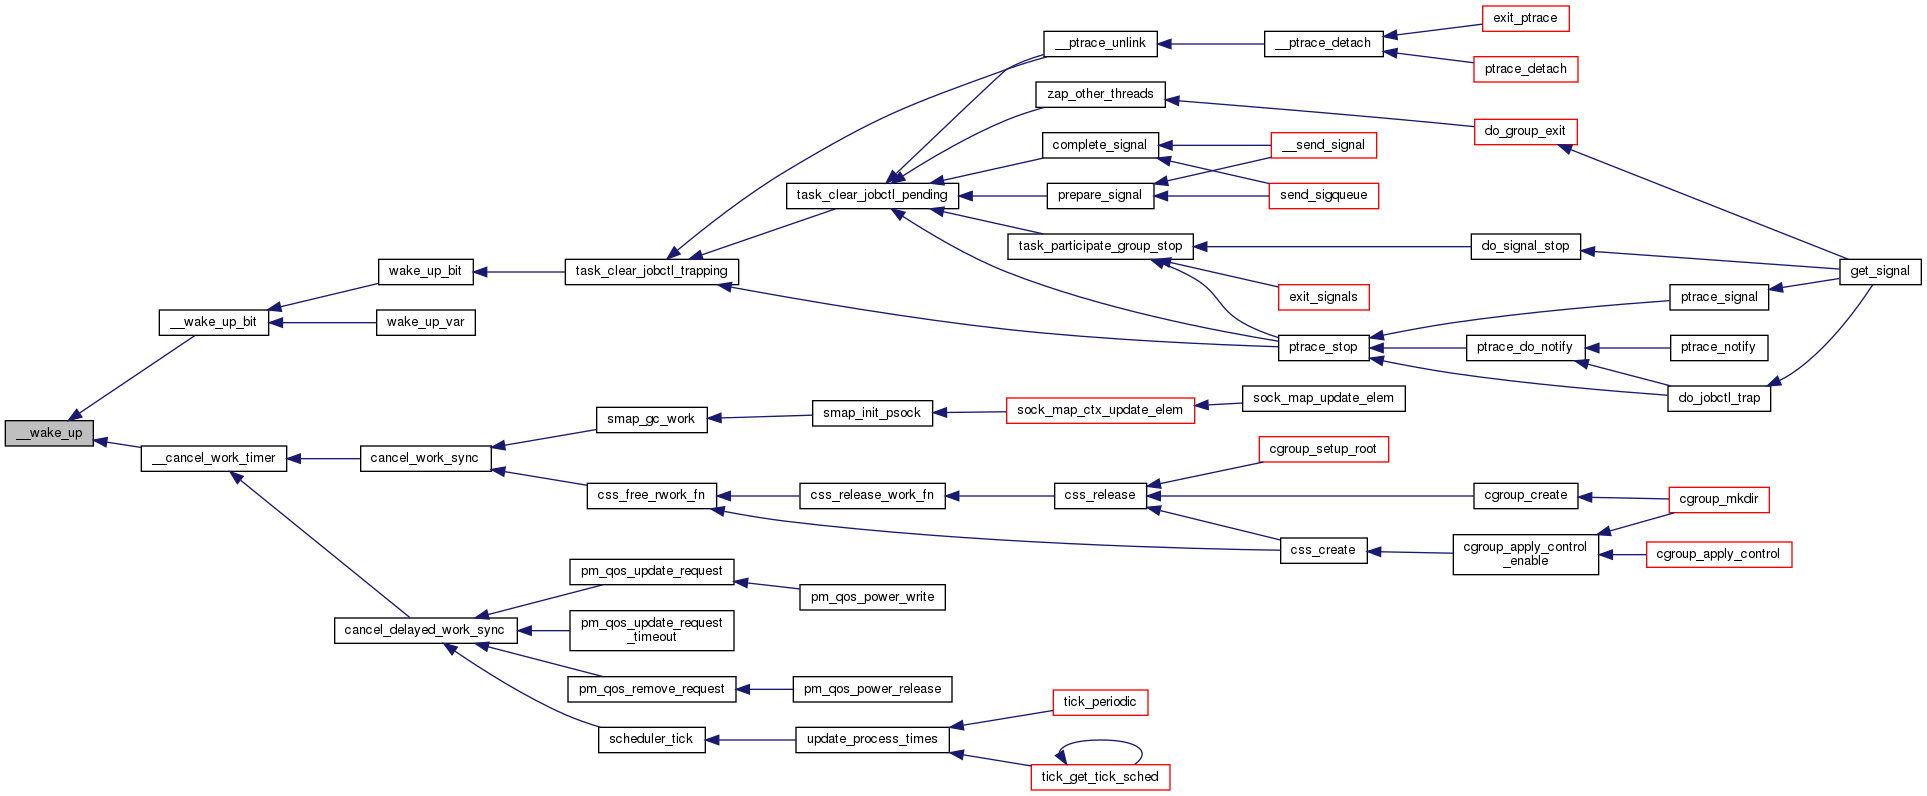 exit_ptrace
__ptrace_unlink
__ptrace_detach
ptrace_detach
zap_other_threads
do_group_exit
complete_signal
__send_signal
task_clear_jobctl_pending
prepare_signal
send_sigqueue
task_participate_group_stop
do_signal_stop
wake_up_bit
task_clear_jobctl_trapping
get_signal
exit_signals
ptrace_signal
__wake_up_bit
wake_up_var
ptrace_stop
ptrace_do_notify
ptrace_notify
do_jobctl_trap
smap_gc_work
smap_init_psock
sock_map_ctx_update_elem
sock_map_update_elem
__wake_up
__cancel_work_timer
cancel_work_sync
cgroup_setup_root
css_free_rwork_fn
css_release_work_fn
css_release
cgroup_create
cgroup_mkdir
css_create
cgroup_apply_control
_enable
cgroup_apply_control
pm_qos_update_request
pm_qos_power_write
cancel_delayed_work_sync
pm_qos_update_request
_timeout
pm_qos_remove_request
pm_qos_power_release
tick_periodic
scheduler_tick
update_process_times
tick_get_tick_sched